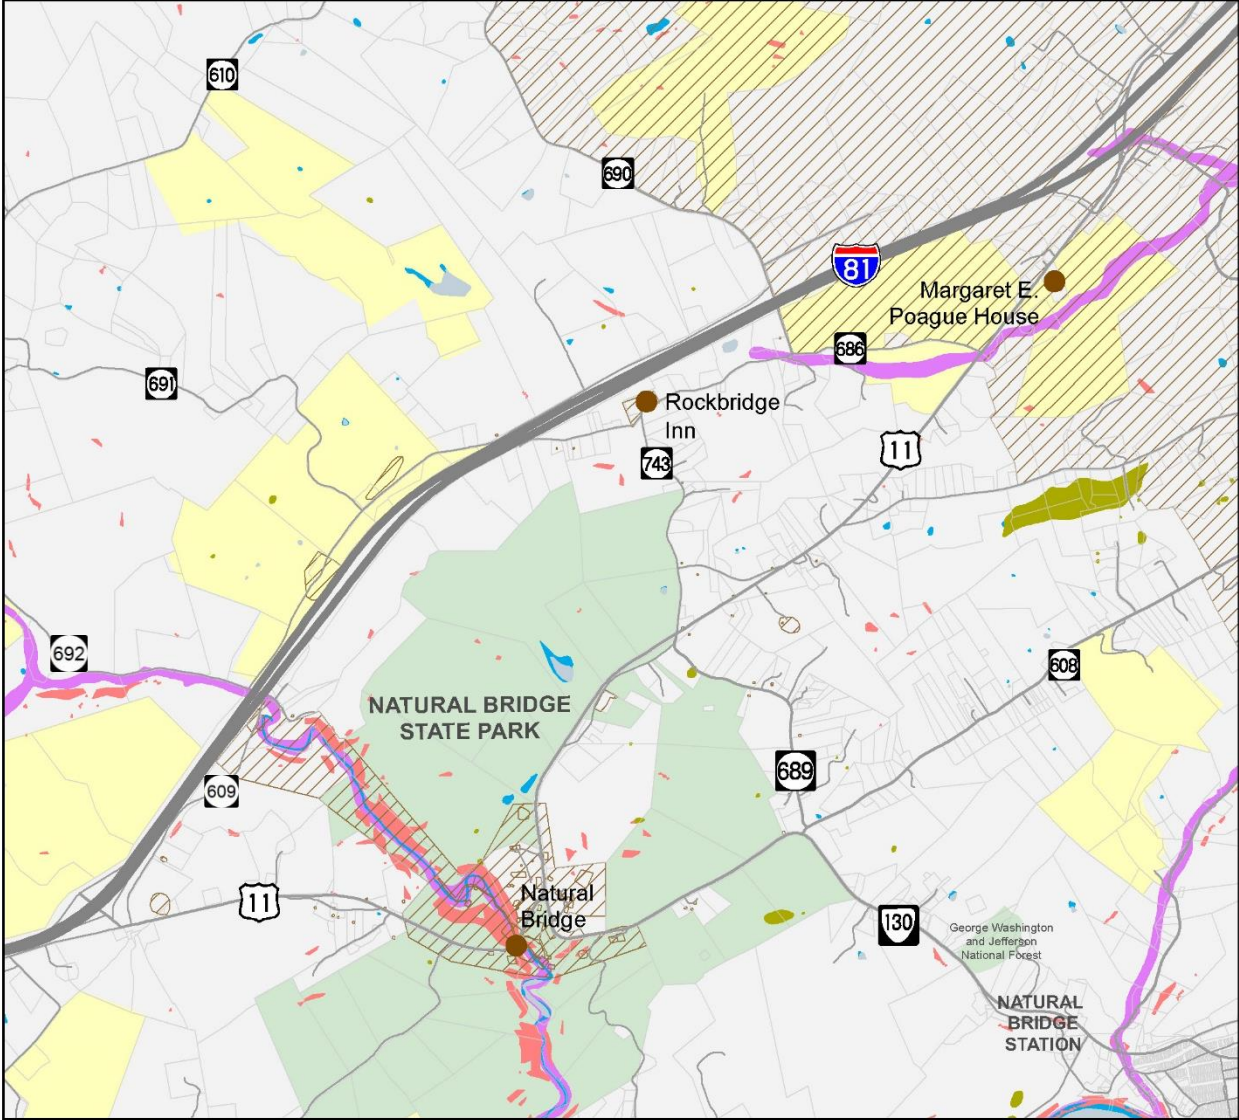 610
690
81
Margaret E.
Poague House
686
691
Rockbridge
Inn
11
743
692
608
NATURAL BRIDGE
STATE PARK
689
609
Natural
Bridge
11
130
George Washington
and Jefferson
National Forest
NATURAL
BRIDGE
STATION